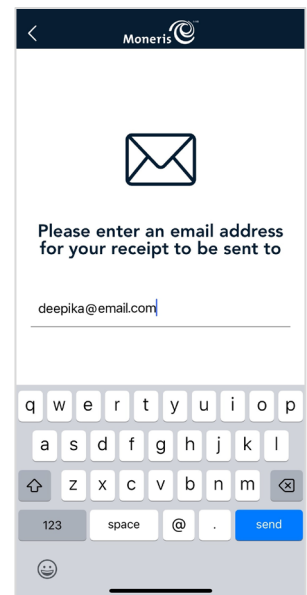 Moneris
Please enter an email address
for your receipt to be sent to
deepika@email.com
q w e r t y u i o p
a s d f g h j k l
z x c v b n m
123 space @ . send